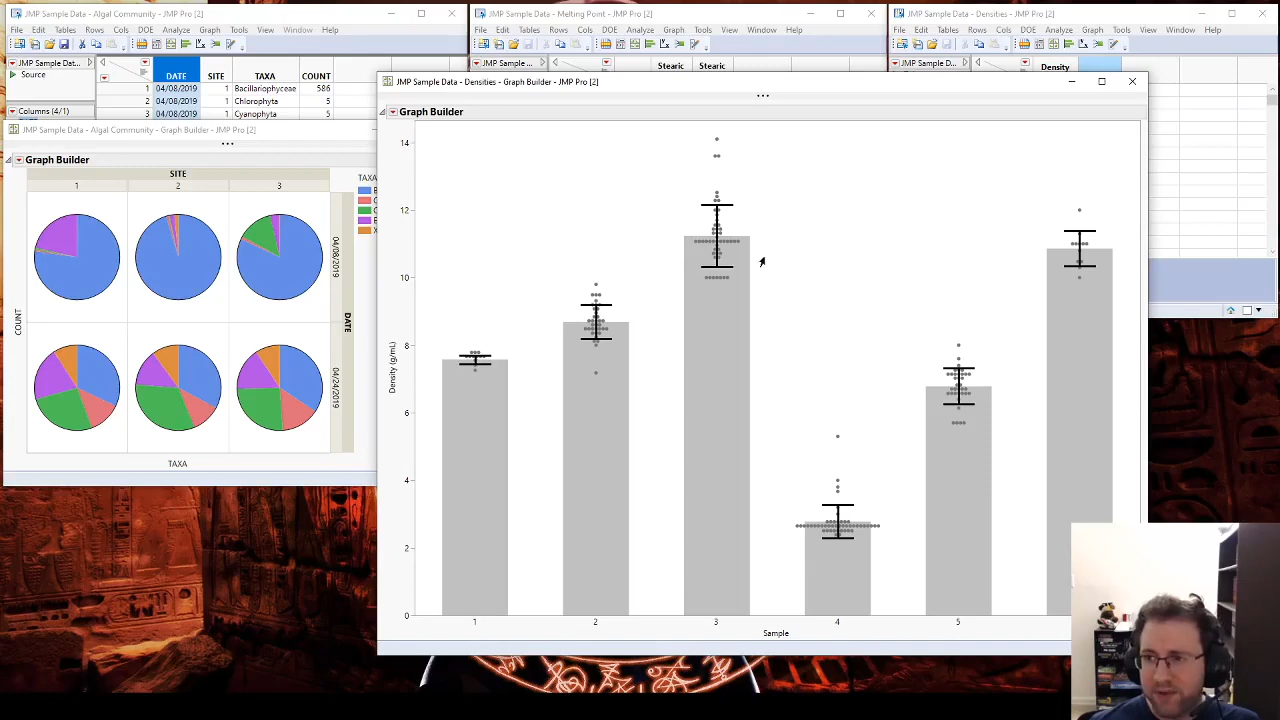 JMP Sample Data - Algal Community - JMP Pro [2]
File Edit Tables Rows Cols DOE Analyze Graph Tools View Window Help
JMP Sample Dat...
Source
Columns (4/1)
DATE SITE TAXA COUNT
1 04/08/2019 1 Bacillariophyceae 586
2 04/08/2019 1 Chlorophyta 5
3 04/08/2019 1 Cyanophyta 5
JMP Sample Data - Melting Point - JMP Pro [2]
File Edit Tables Rows Cols DOE Analyze Graph Tools View Window Help
JMP Sample ...
Stearic Stearic
JMP Sample Data - Densities - JMP Pro [2]
File Edit Tables Rows Cols DOE Analyze Graph Tools View Window Help
JMP Sample D...
Density
JMP Sample Data - Algal Community - Graph Builder - JMP Pro [2]
Graph Builder
SITE
1 2 3
TAXA
COUNT
04/08/2019
04/24/2019
DATE
TAXA
JMP Sample Data - Densities - Graph Builder - JMP Pro [2]
Graph Builder
14
12
10
8
6
4
2
0
Density (g/mL)
1 2 3 4 5
Sample